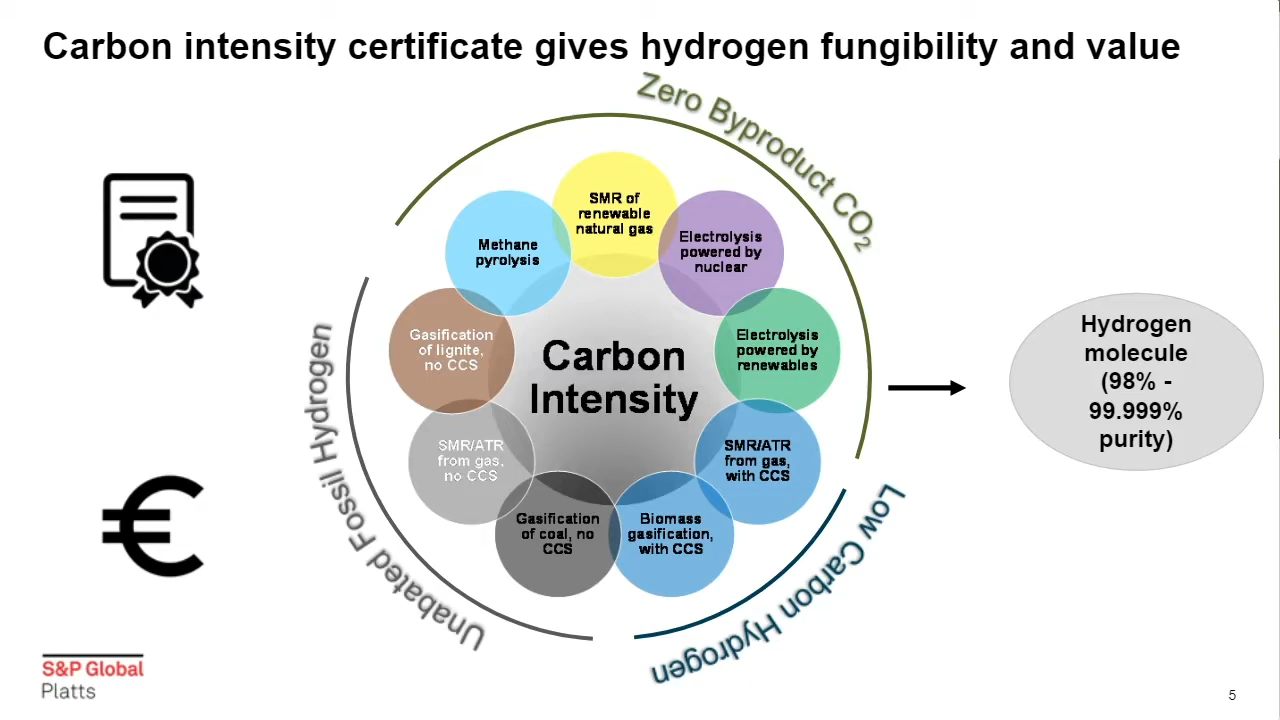 Carbon intensity certificate gives hydrogen fungibility and value
Zero Byproduct CO₂
SMR of
renewable
natural gas
Methane
pyrolysis
Electrolysis
powered by
nuclear
Gasification
of lignite,
no CCS
Electrolysis
powered by
renewables
Carbon
Intensity
Hydrogen
molecule
(98% -
99.999%
purity)
SMR/ATR
from gas,
no CCS
SMR/ATR
from gas,
with CCS
Gasification
of coal, no
CCS
Biomass
gasification,
with CCS
Unabated Fossil Hydrogen
Low Carbon Hydrogen
€
S&P Global
Platts
5